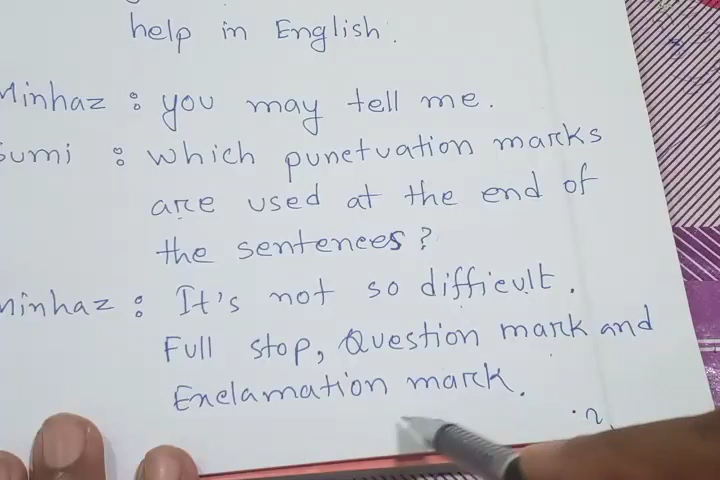 help in English.
Minhaz : you may tell me.
Sumi : which punctuation marks
are used at the end of
the sentences?
Minhaz : It's not so difficult.
Full stop, Question mark and
Exclamation mark.